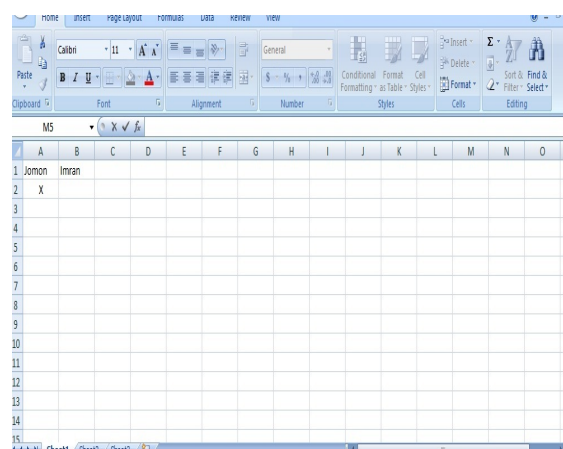 Home Insert Page Layout Formulas Data Review View
Calibri 11 A A General Insert Σ
Paste B I U A $ % , Conditional Format Cell Delete Sort & Find &
Formatting as Table Styles Format Filter Select
Clipboard Font Alignment Number Styles Cells Editing
M5 X ✓ fx
A B C D E F G H I J K L M N O
1 Jomon Imran
2 X
3
4
5
6
7
8
9
10
11
12
13
14
15
Sheet1 Sheet2 Sheet3